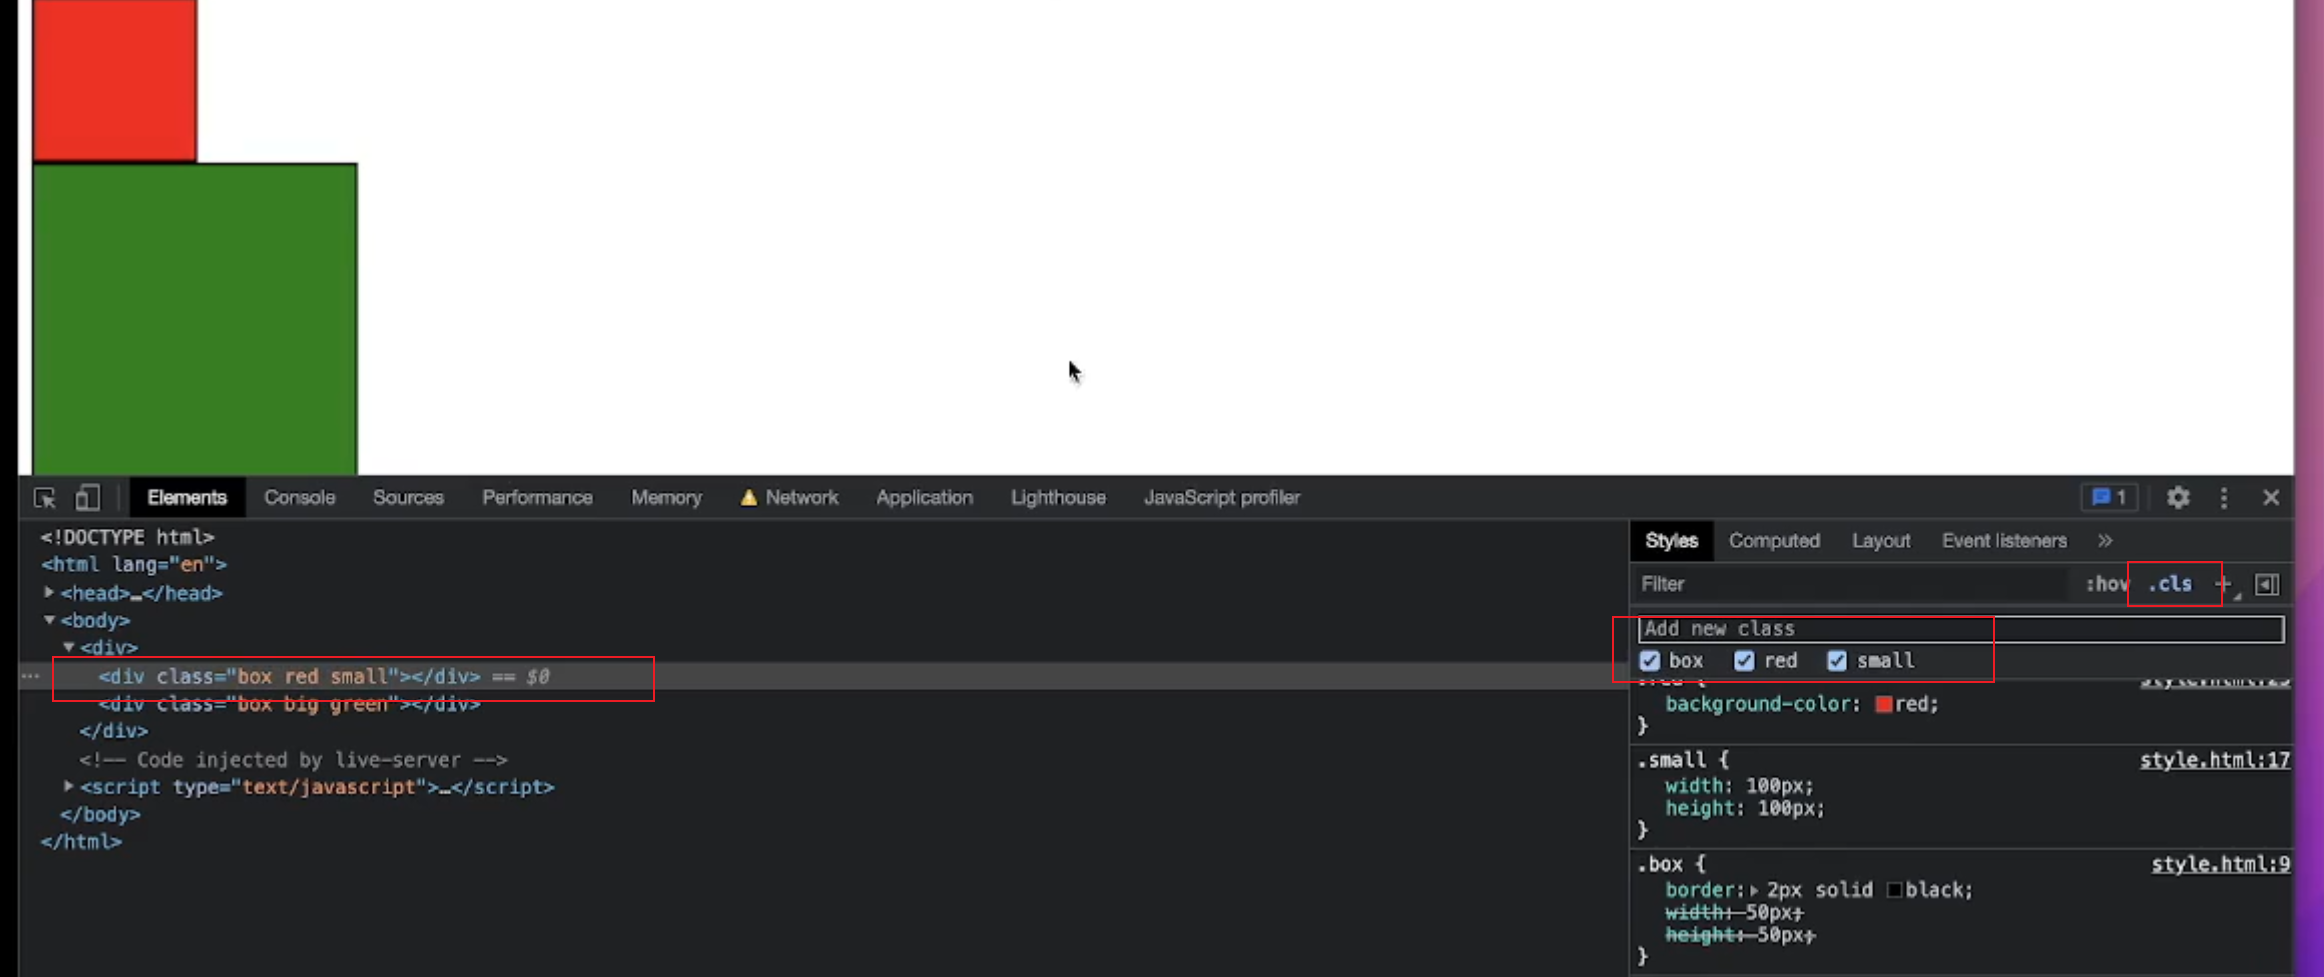 Elements Console Sources Performance Memory Network Application Lighthouse JavaScript profiler 1
<!DOCTYPE html>
<html lang="en">
<head>…</head>
<body>
<div>
<div class="box red small"></div> == $0
<div class="box big green"></div>
</div>
<!-- Code injected by live-server -->
<script type="text/javascript">…</script>
</body>
</html>
Styles Computed Layout Event listeners »
Filter :hov .cls +
Add new class
box red small
background-color: red;
}
.small { style.html:17
width: 100px;
height: 100px;
}
.box { style.html:9
border: 2px solid black;
width: 50px;
height: 50px;
}